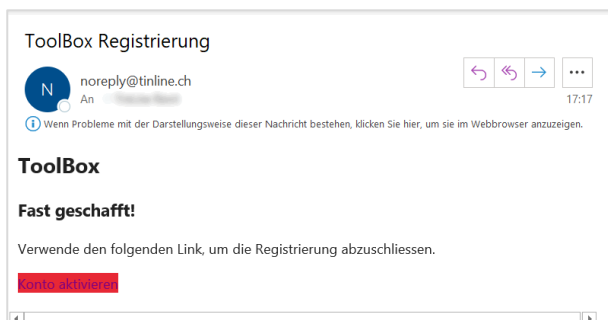 ToolBox Registrierung
N
noreply@tinline.ch
An
17:17
Wenn Probleme mit der Darstellungsweise dieser Nachricht bestehen, klicken Sie hier, um sie im Webbrowser anzuzeigen.
ToolBox
Fast geschafft!
Verwende den folgenden Link, um die Registrierung abzuschliessen.
Konto aktivieren